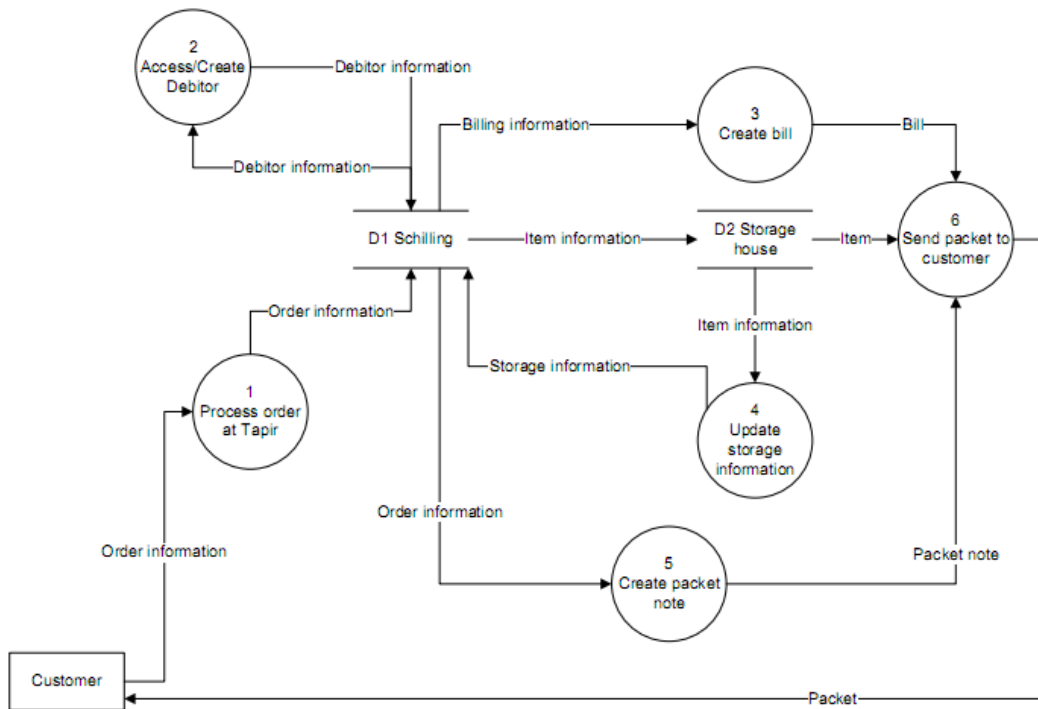 2
Access/Create
Debitor
Debitor information
Debitor information
Billing information
3
Create bill
Bill
D1 Schilling
Item information
D2 Storage
house
Item
6
Send packet to
customer
Order information
Item information
Storage information
1
Process order
at Tapir
4
Update
storage
information
Order information
Order information
5
Create packet
note
Packet note
Customer
Packet